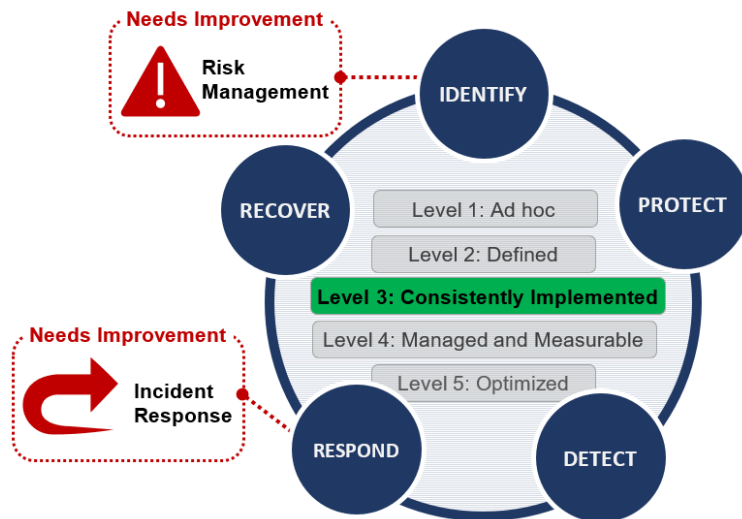 Needs Improvement
Risk
Management
IDENTIFY
RECOVER
PROTECT
Level 1: Ad hoc
Level 2: Defined
Level 3: Consistently Implemented
Level 4: Managed and Measurable
Level 5: Optimized
Needs Improvement
Incident
Response
RESPOND
DETECT